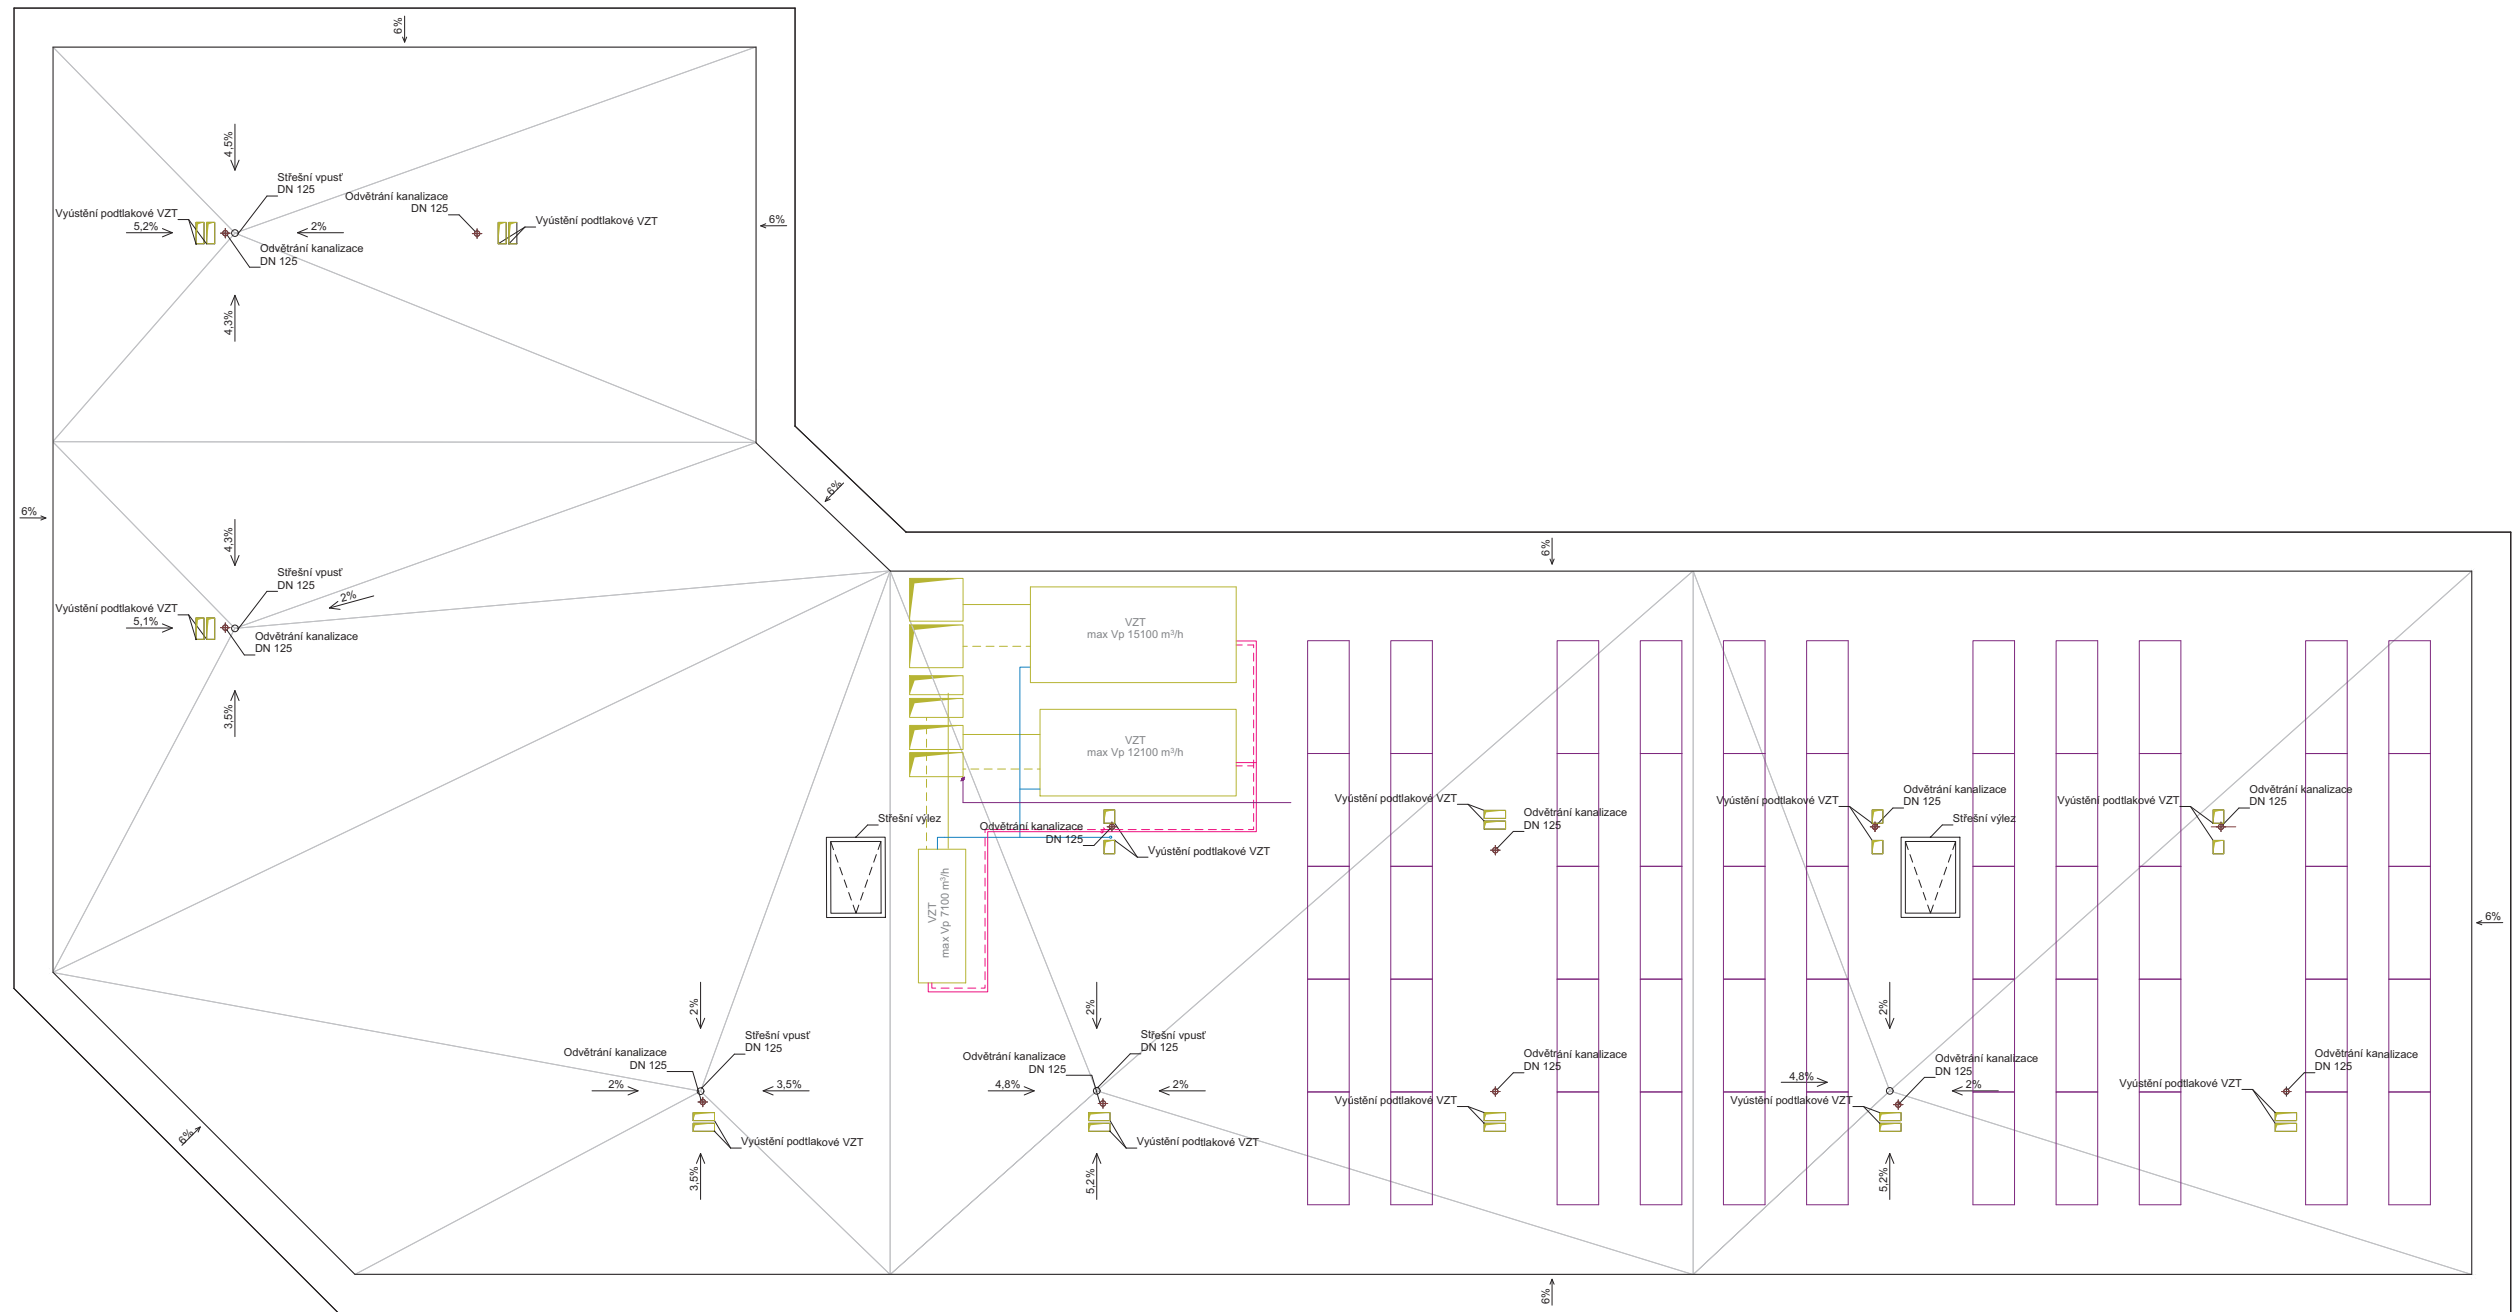 6%
4,5%
Střešní vpusť
DN 125
Odvětrání kanalizace
DN 125
Vyústění podtlakové VZT
5,2%
2%
Vyústění podtlakové VZT
6%
Odvětrání kanalizace
DN 125
4,3%
6%
6%
4,3%
6%
Střešní vpusť
DN 125
2%
Vyústění podtlakové VZT
5,1%
Odvětrání kanalizace
DN 125
3,5%
VZT
max Vp 15100 m³/h
VZT
max Vp 12100 m³/h
Střešní výlez
Odvětrání kanalizace
DN 125
Vyústění podtlakové VZT
VZT
max Vp 7100 m³/h
Vyústění podtlakové VZT
Odvětrání kanalizace
DN 125
Vyústění podtlakové VZT
Odvětrání kanalizace
DN 125
Střešní výlez
Vyústění podtlakové VZT
Odvětrání kanalizace
DN 125
6%
2%
Střešní vpusť
DN 125
Odvětrání kanalizace
DN 125
2%
3,5%
Vyústění podtlakové VZT
3,5%
6%
2%
Střešní vpusť
DN 125
Odvětrání kanalizace
DN 125
4,8%
2%
Vyústění podtlakové VZT
5,2%
Odvětrání kanalizace
DN 125
Vyústění podtlakové VZT
2%
4,8%
Odvětrání kanalizace
DN 125
2%
Vyústění podtlakové VZT
5,2%
Odvětrání kanalizace
DN 125
Vyústění podtlakové VZT
6%